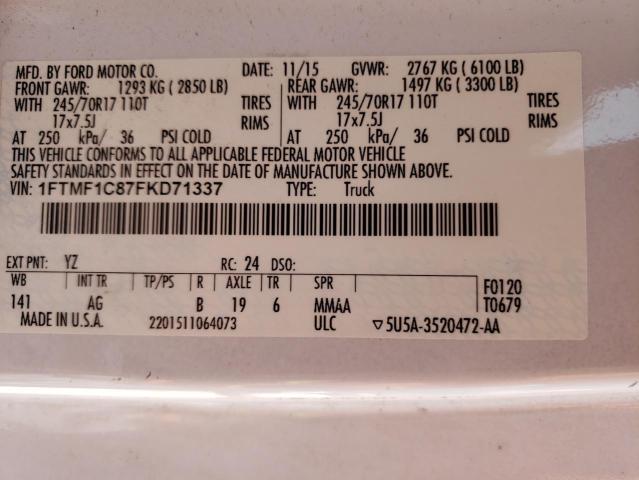 MFD. BY FORD MOTOR CO. DATE: 11/15 GVWR: 2767 KG ( 6100 LB)
FRONT GAWR: 1293 KG ( 2850 LB) REAR GAWR: 1497 KG ( 3300 LB)
WITH 245/70R17 110T TIRES WITH 245/70R17 110T TIRES
17x7.5J RIMS 17x7.5J RIMS
AT 250 kPa/ 36 PSI COLD AT 250 kPa/ 36 PSI COLD
THIS VEHICLE CONFORMS TO ALL APPLICABLE FEDERAL MOTOR VEHICLE
SAFETY STANDARDS IN EFFECT ON THE DATE OF MANUFACTURE SHOWN ABOVE.
VIN: 1FTMF1C87FKD71337 TYPE: Truck
EXT PNT: YZ RC: 24 DSO:
WB INT TR TP/PS R AXLE TR SPR F0120
141 AG B 19 6 MMAA T0679
MADE IN U.S.A. 2201511064073 ULC ▽5U5A-3520472-AA